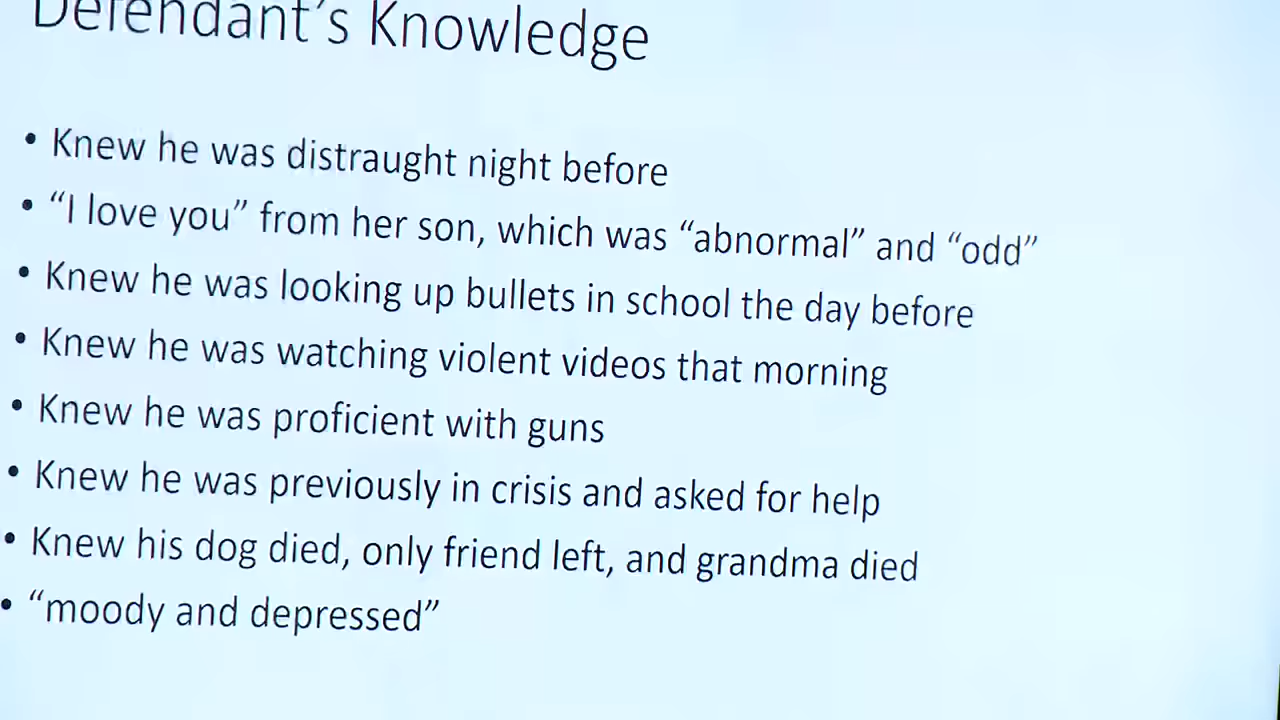 Defendant's Knowledge
• Knew he was distraught night before
• “I love you” from her son, which was “abnormal” and “odd”
• Knew he was looking up bullets in school the day before
• Knew he was watching violent videos that morning
• Knew he was proficient with guns
• Knew he was previously in crisis and asked for help
• Knew his dog died, only friend left, and grandma died
• “moody and depressed”